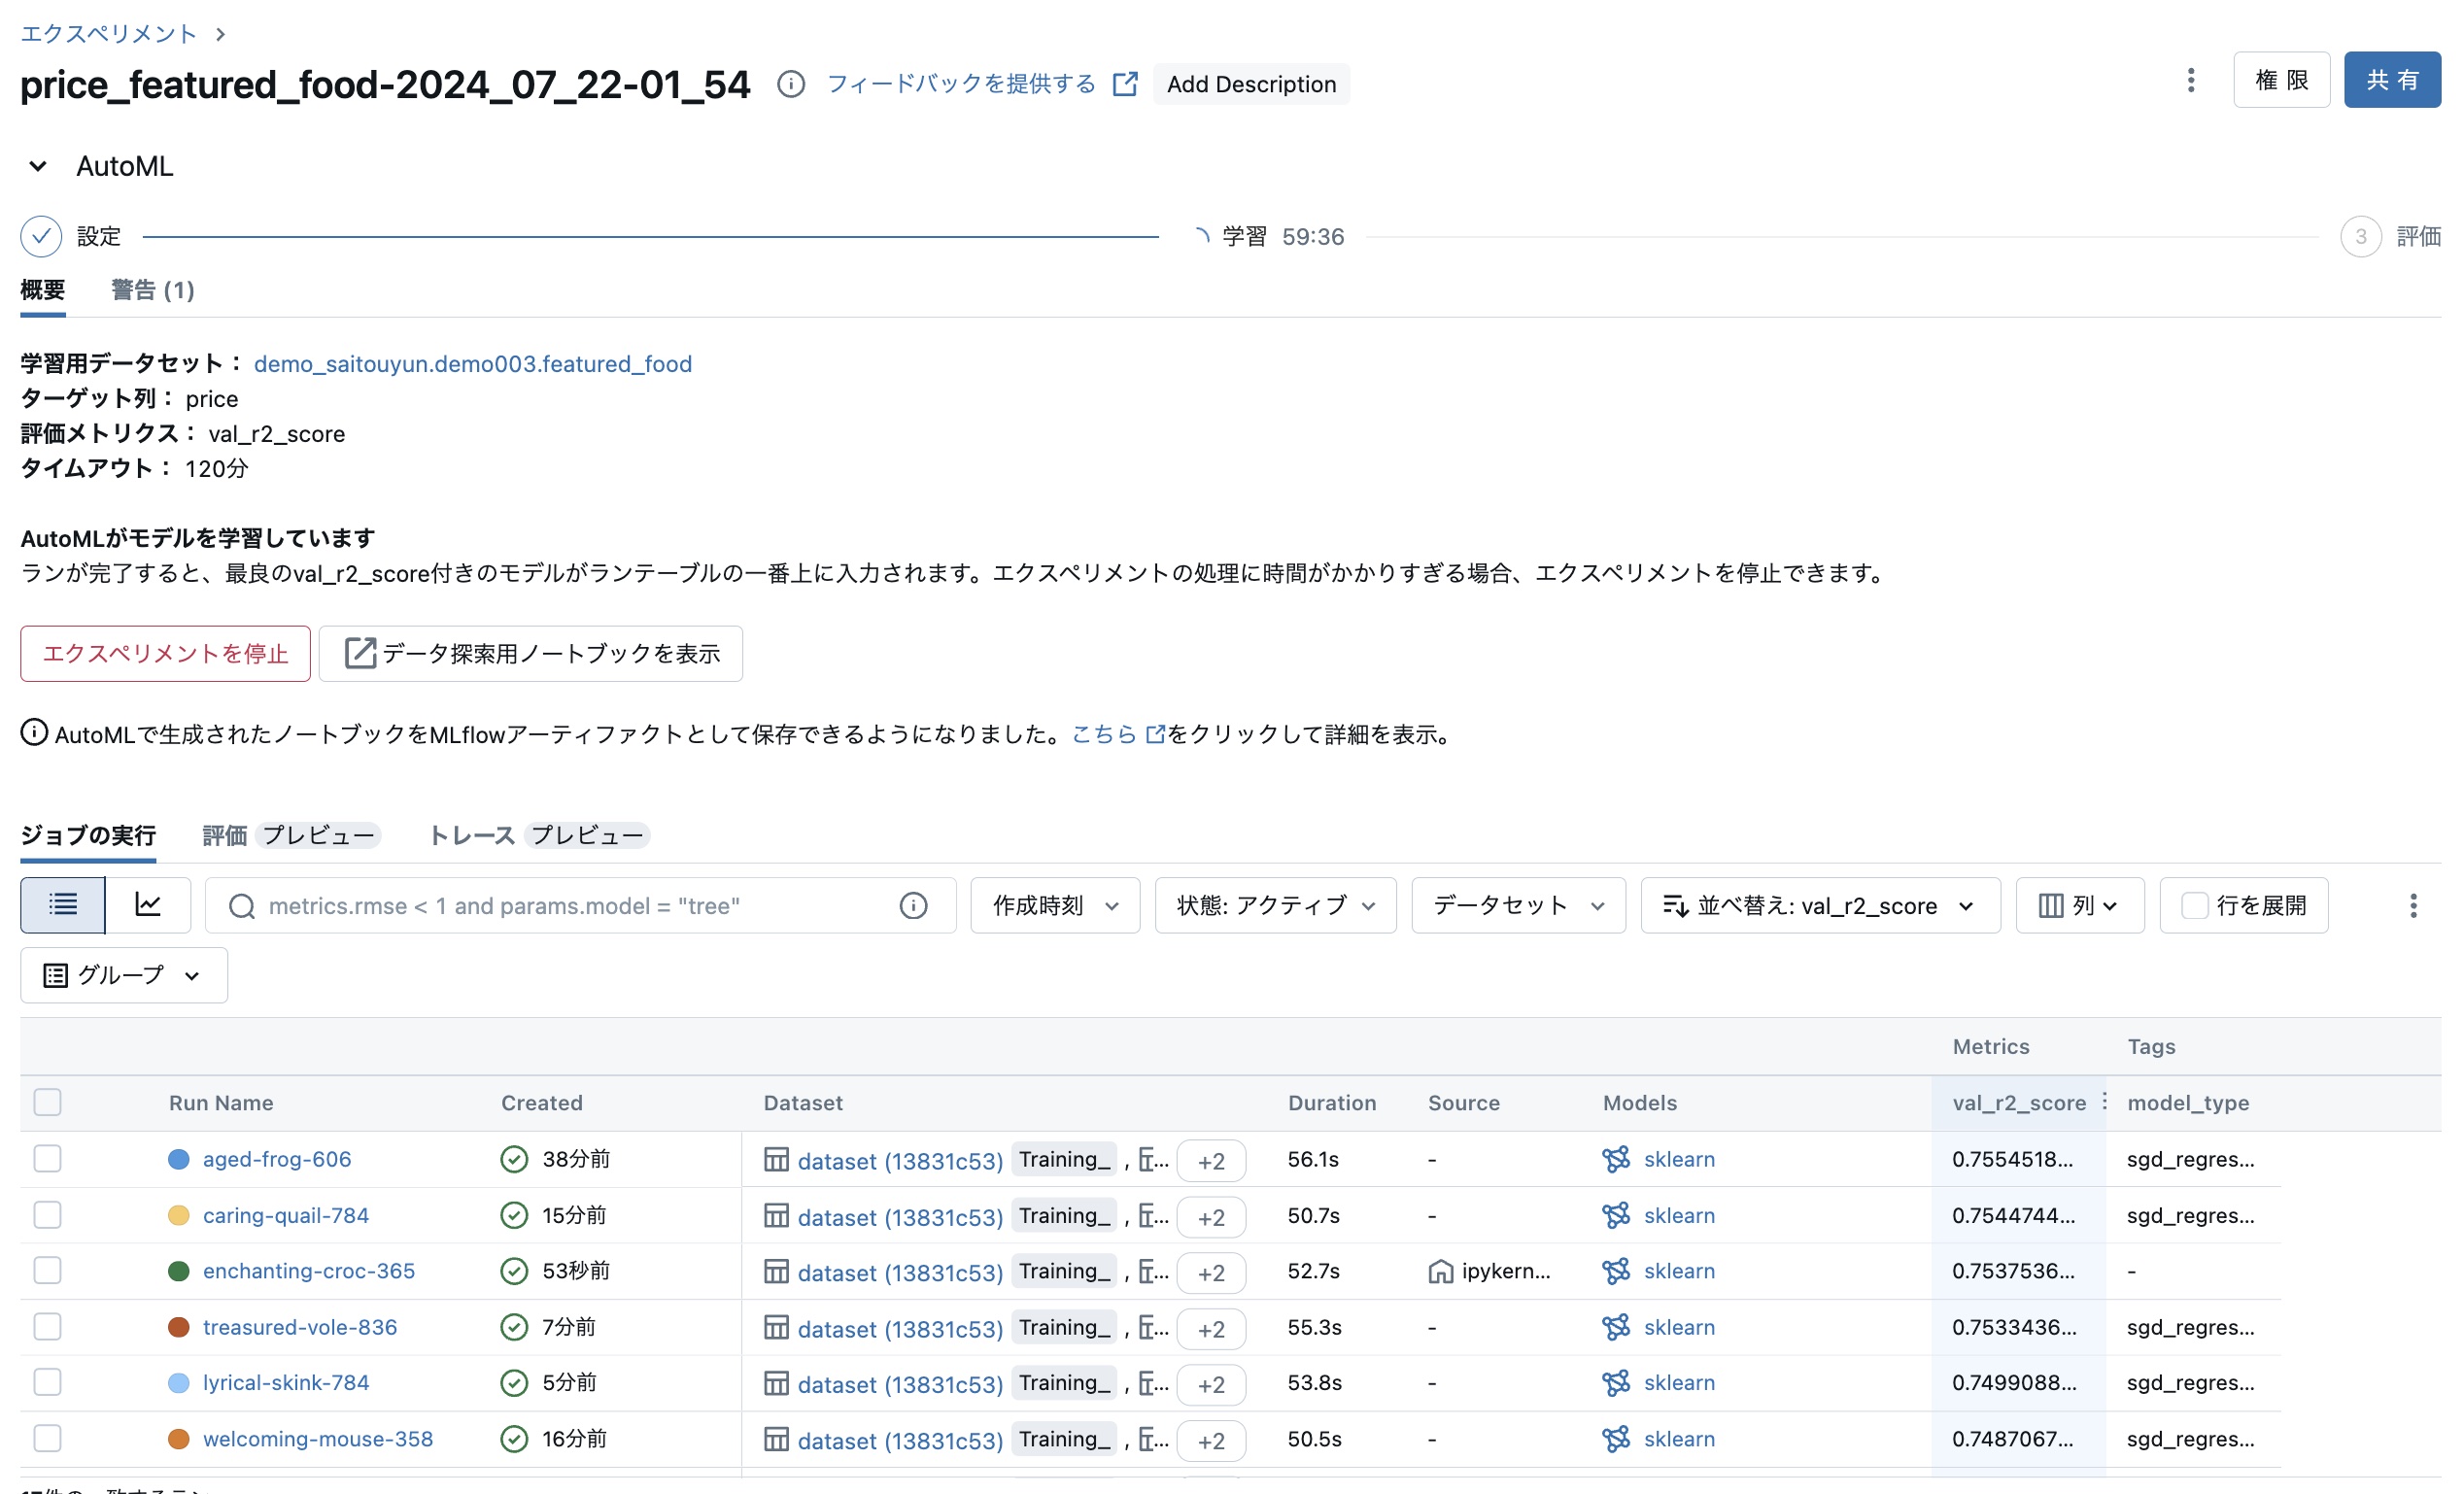 エクスペリメント
price_featured_food-2024_07_22-01_54 フィードバックを提供する Add Description 権限 共有
AutoML
設定 学習 59:36 3 評価
概要 警告 (1)
学習用データセット： demo_saitouyun.demo003.featured_food
ターゲット列： price
評価メトリクス： val_r2_score
タイムアウト： 120分
AutoMLがモデルを学習しています
ランが完了すると、最良のval_r2_score付きのモデルがランテーブルの一番上に入力されます。エクスペリメントの処理に時間がかかりすぎる場合、エクスペリメントを停止できます。
エクスペリメントを停止 データ探索用ノートブックを表示
AutoMLで生成されたノートブックをMLflowアーティファクトとして保存できるようになりました。こちらをクリックして詳細を表示。
ジョブの実行 評価 プレビュー トレース プレビュー
metrics.rmse < 1 and params.model = "tree" 作成時刻 状態: アクティブ データセット 並べ替え: val_r2_score 列 行を展開
グループ
Metrics Tags
Run Name Created Dataset Duration Source Models val_r2_score model_type
aged-frog-606 38分前 dataset (13831c53) Training_ , ... +2 56.1s - sklearn 0.7554518... sgd_regres...
caring-quail-784 15分前 dataset (13831c53) Training_ , ... +2 50.7s - sklearn 0.7544744... sgd_regres...
enchanting-croc-365 53秒前 dataset (13831c53) Training_ , ... +2 52.7s ipykern... sklearn 0.7537536... -
treasured-vole-836 7分前 dataset (13831c53) Training_ , ... +2 55.3s - sklearn 0.7533436... sgd_regres...
lyrical-skink-784 5分前 dataset (13831c53) Training_ , ... +2 53.8s - sklearn 0.7499088... sgd_regres...
welcoming-mouse-358 16分前 dataset (13831c53) Training_ , ... +2 50.5s - sklearn 0.7487067... sgd_regres...